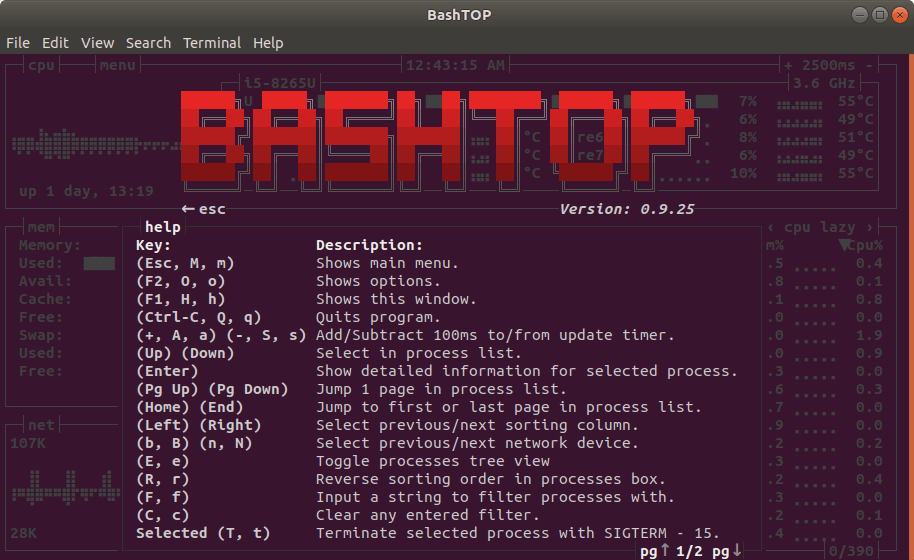 BashTOP
File Edit View Search Terminal Help
cpu menu 12:43:15 AM + 2500ms -
i5-8265U 3.6 GHz
BASHTOP
7% 55°C
6% 49°C
°C re6 8% 51°C
°C re7 6% 49°C
°C 10% 55°C
up 1 day, 13:19
← esc Version: 0.9.25
mem help ‹ cpu lazy ›
Memory: Key: Description: m% ▼Cpu%
Used: (Esc, M, m) Shows main menu. .5 0.4
Avail: (F2, O, o) Shows options. .8 0.1
Cache: (F1, H, h) Shows this window. .1 0.8
Free: (Ctrl-C, Q, q) Quits program. .0 0.0
Swap: (+, A, a) (-, S, s) Add/Subtract 100ms to/from update timer. .0 1.9
Used: (Up) (Down) Select in process list. .0 0.9
Free: (Enter) Show detailed information for selected process. .3 0.0
(Pg Up) (Pg Down) Jump 1 page in process list. .6 0.3
(Home) (End) Jump to first or last page in process list. .7 0.0
net (Left) (Right) Select previous/next sorting column. .9 0.0
107K (b, B) (n, N) Select previous/next network device. .2 0.2
(E, e) Toggle processes tree view .3 0.0
(R, r) Reverse sorting order in processes box. .2 0.4
(F, f) Input a string to filter processes with. .3 0.0
(C, c) Clear any entered filter. .2 0.0
28K Selected (T, t) Terminate selected process with SIGTERM - 15. .4 0.1
pg↑ 1/2 pg↓ 0/390